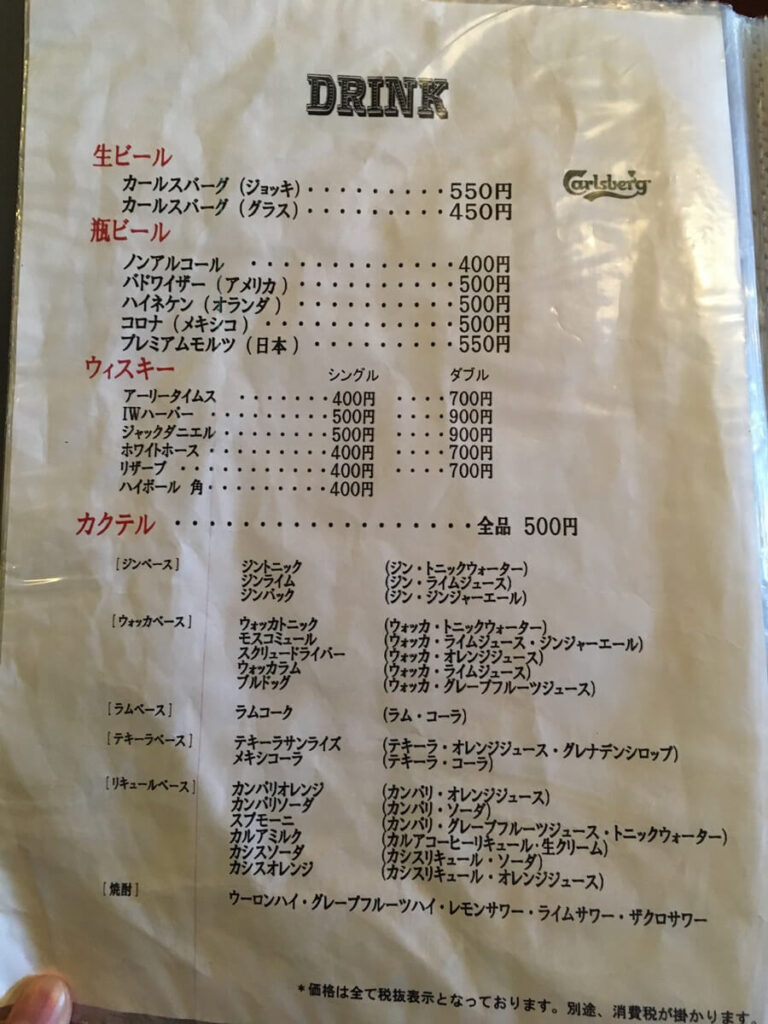 DRINK
生ビール
カールスバーグ（ジョッキ）・・・・・・・・・550円
Carlsberg
カールスバーグ（グラス）・・・・・・・・・450円
瓶ビール
ノンアルコール ・・・・・・・・・・・・・400円
バドワイザー（アメリカ）・・・・・・・・・・500円
ハイネケン（オランダ）・・・・・・・・・・・500円
コロナ（メキシコ）・・・・・・・・・・・・500円
プレミアムモルツ（日本）・・・・・・・・・550円
ウィスキー シングル ダブル
アーリータイムス ・・・・・・・400円 ・・・・700円
IWハーパー ・・・・・・・・・500円 ・・・・900円
ジャックダニエル・・・・・・・・500円 ・・・・900円
ホワイトホース・・・・・・・・・400円 ・・・・700円
リザーブ ・・・・・・・・・・・400円 ・・・・700円
ハイボール 角・・・・・・・・・400円
カクテル ・・・・・・・・・・・・・・・・・・全品 500円
［ジンベース］ ジントニック （ジン・トニックウォーター）
ジンライム （ジン・ライムジュース）
ジンバック （ジン・ジンジャーエール）
［ウォッカベース］ ウォッカトニック （ウォッカ・トニックウォーター）
モスコミュール （ウォッカ・ライムジュース・ジンジャーエール）
スクリュードライバー （ウォッカ・オレンジジュース）
ウォッカラム （ウォッカ・ライムジュース）
ブルドッグ （ウォッカ・グレープフルーツジュース）
［ラムベース］ ラムコーク （ラム・コーラ）
［テキーラベース］ テキーラサンライズ （テキーラ・オレンジジュース・グレナデンシロップ）
メキシコーラ （テキーラ・コーラ）
［リキュールベース］ カンパリオレンジ （カンパリ・オレンジジュース）
カンパリソーダ （カンパリ・ソーダ）
スプモーニ （カンパリ・グレープフルーツジュース・トニックウォーター）
カルアミルク （カルアコーヒーリキュール・生クリーム）
カシスソーダ （カシスリキュール・ソーダ）
カシスオレンジ （カシスリキュール・オレンジジュース）
［焼酎］ ウーロンハイ・グレープフルーツハイ・レモンサワー・ライムサワー・ザクロサワー
＊価格は全て税抜表示となっております。別途、消費税が掛かります。